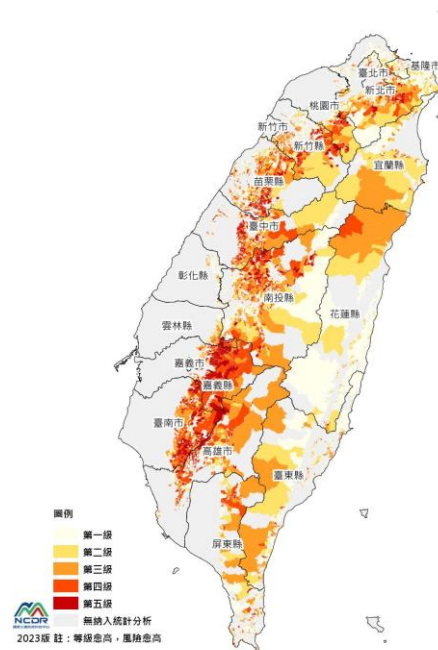 基隆市
臺北市
新北市
桃園市
新竹市
新竹縣
宜蘭縣
苗栗縣
臺中市
彰化縣
南投縣
花蓮縣
雲林縣
嘉義市
嘉義縣
臺南市
高雄市
臺東縣
屏東縣
圖例
第一級
第二級
第三級
第四級
第五級
無納入統計分析
NCDR
2023版 註：等級愈高，風險愈高